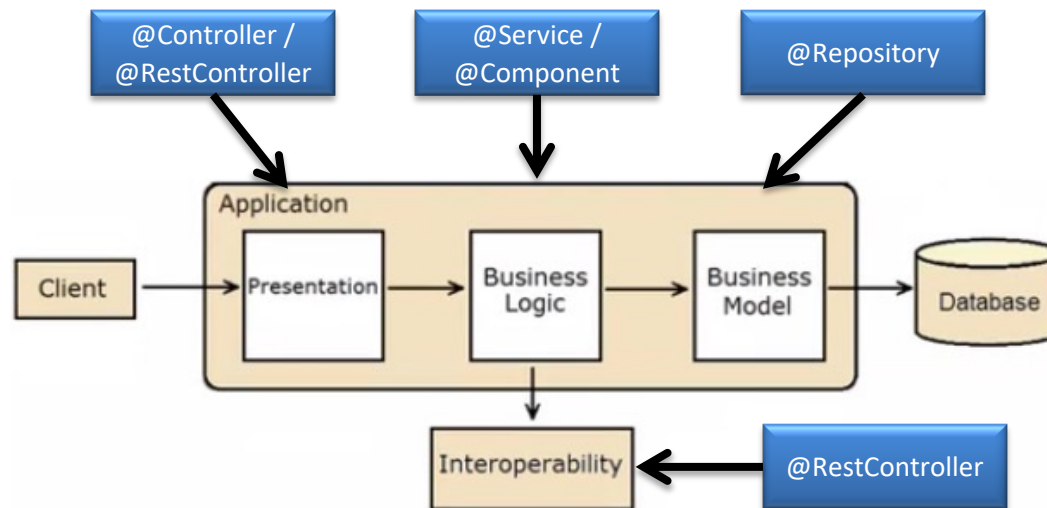 @Controller /
@RestController
@Service /
@Component
@Repository
Application
Client
Presentation
Business
Logic
Business
Model
Database
Interoperability
@RestController